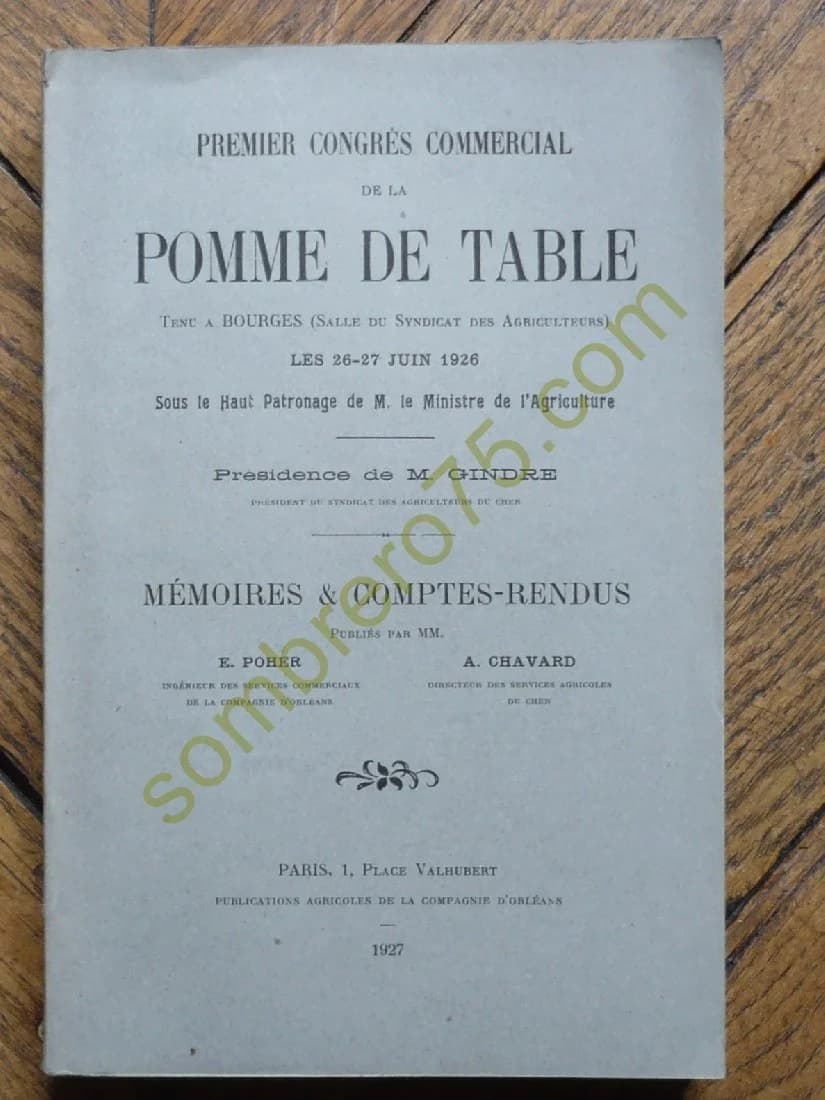 PREMIER CONGRÈS COMMERCIAL
DE LA
POMME DE TABLE
TENU A BOURGES (SALLE DU SYNDICAT DES AGRICULTEURS)
LES 26-27 JUIN 1926
Sous le Haut Patronage de M. le Ministre de l'Agriculture
Présidence de M. GINDRE
PRÉSIDENT DU SYNDICAT DES AGRICULTEURS DU CHER
MÉMOIRES & COMPTES-RENDUS
PUBLIÉS PAR MM.
E. POHER A. CHAVARD
INGÉNIEUR DES SERVICES COMMERCIAUX DIRECTEUR DES SERVICES AGRICOLES
DE LA COMPAGNIE D'ORLÉANS DU CHER
PARIS, 1, PLACE VALHUBERT
PUBLICATIONS AGRICOLES DE LA COMPAGNIE D'ORLÉANS
1927
sombrero75.com